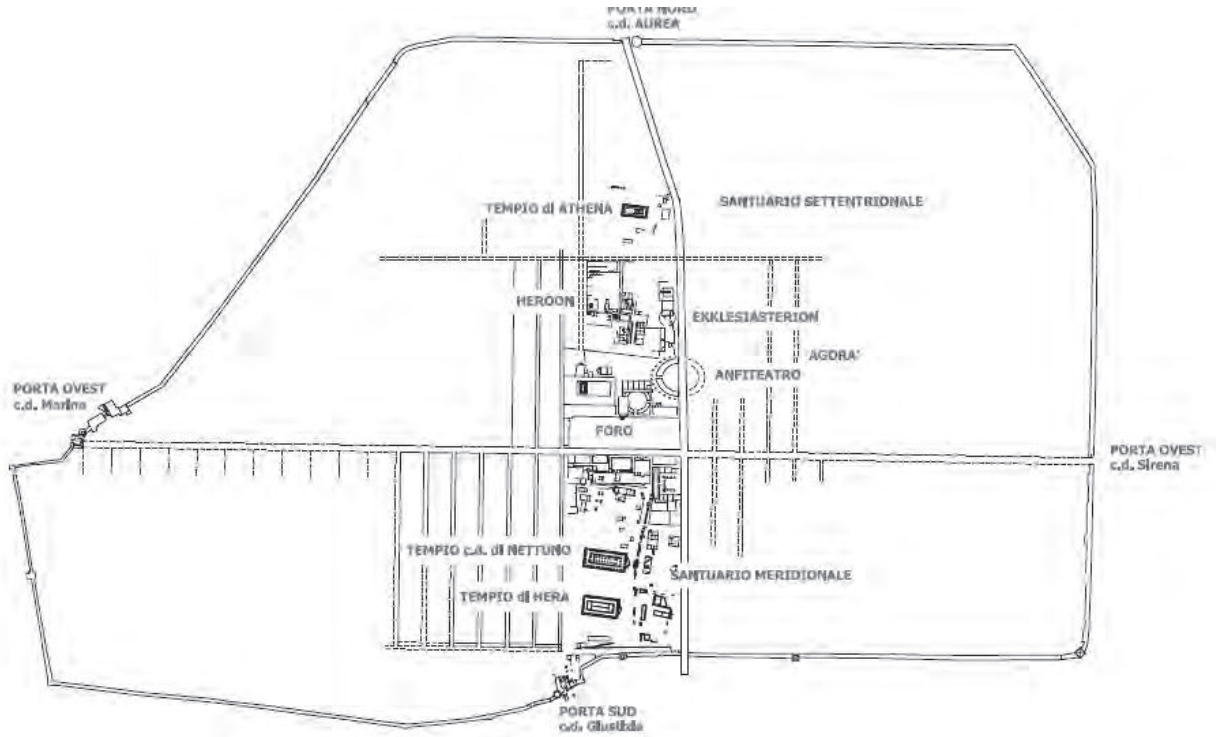 PORTA NORD
c.d. AUREA
TEMPIO di ATHENA
SANTUARIO SETTENTRIONALE
HEROON
EKKLESIASTERION
AGORA'
ANFITEATRO
PORTA OVEST
c.d. Marina
FORO
PORTA OVEST
c.d. Sirena
TEMPIO c.d. di NETTUNO
SANTUARIO MERIDIONALE
TEMPIO di HERA
PORTA SUD
c.d. Giustizia